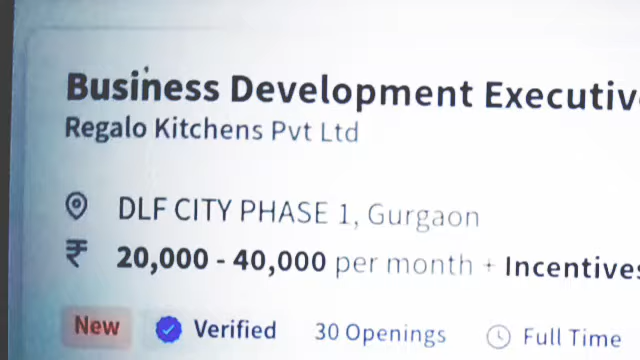 Business Development Executiv
Regalo Kitchens Pvt Ltd
DLF CITY PHASE 1, Gurgaon
₹ 20,000 - 40,000 per month + Incentives
New Verified 30 Openings Full Time